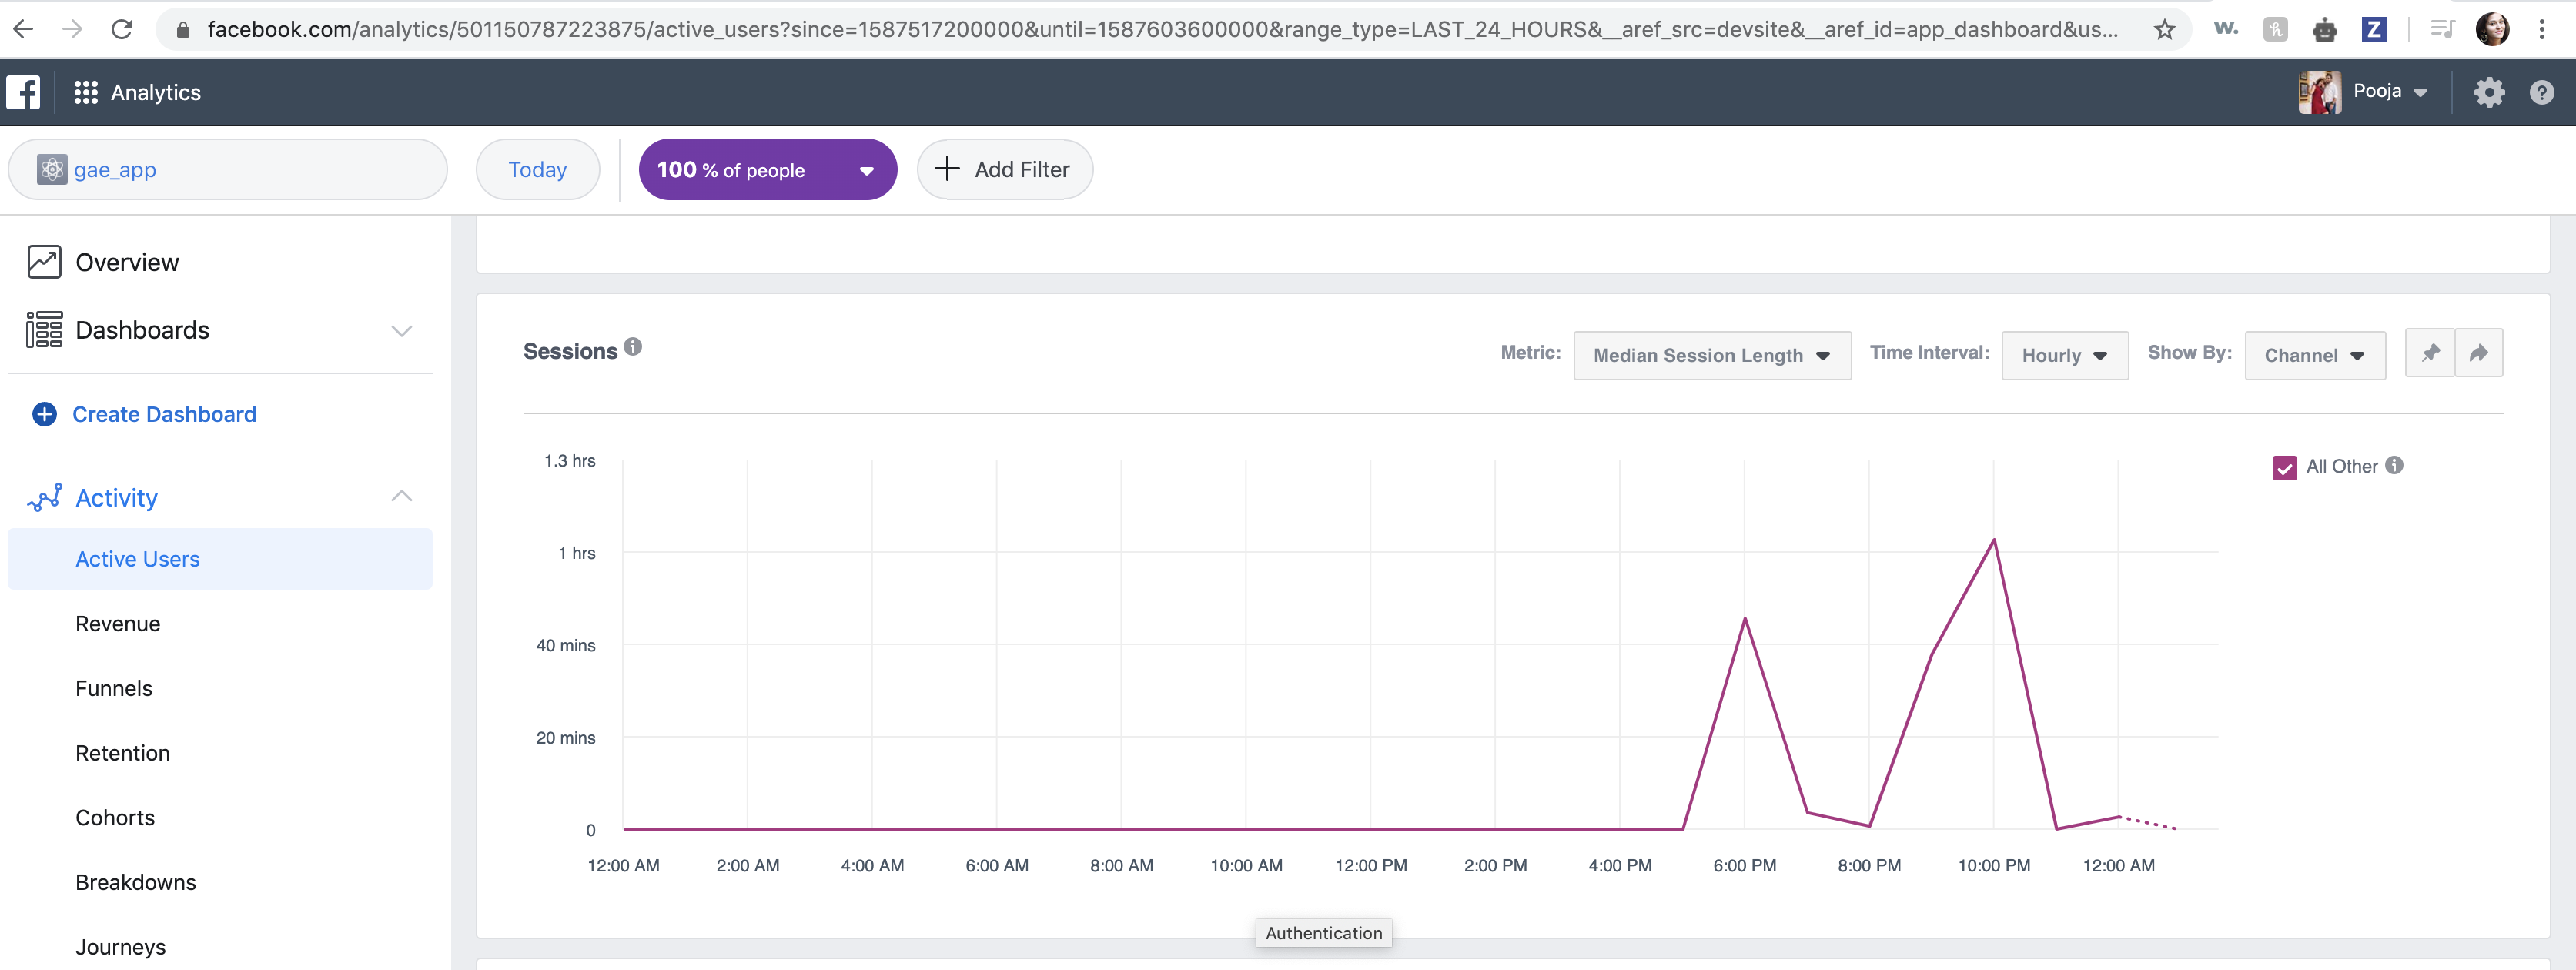 facebook.com/analytics/501150787223875/active_users?since=1587517200000&until=1587603600000&range_type=LAST_24_HOURS&__aref_src=devsite&__aref_id=app_dashboard&us...
w.
h
Z
f
Analytics
Pooja
?
gae_app
Today
100 % of people
Add Filter
Overview
Dashboards
Create Dashboard
Activity
Active Users
Revenue
Funnels
Retention
Cohorts
Breakdowns
Journeys
Sessions i
Metric: Median Session Length
Time Interval: Hourly
Show By: Channel
1.3 hrs
1 hrs
40 mins
20 mins
0
12:00 AM 2:00 AM 4:00 AM 6:00 AM 8:00 AM 10:00 AM 12:00 PM 2:00 PM 4:00 PM 6:00 PM 8:00 PM 10:00 PM 12:00 AM
All Other i
Authentication